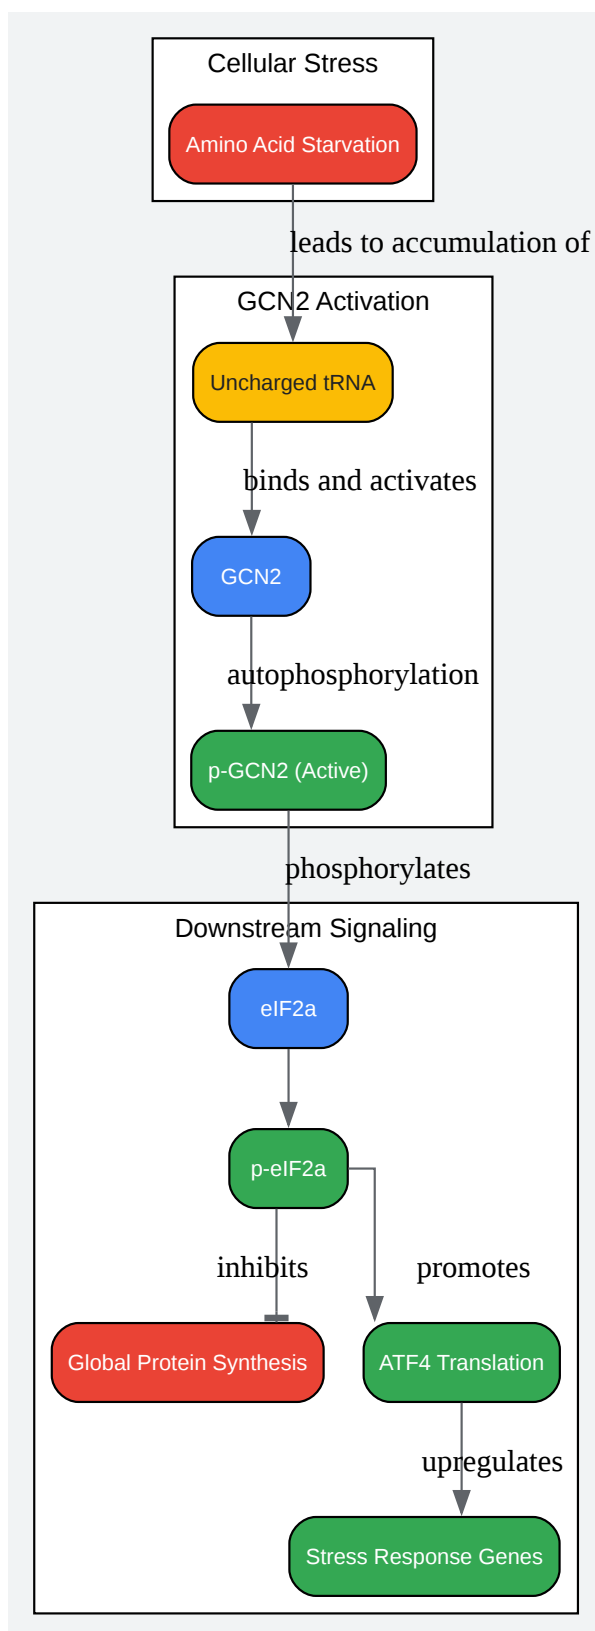 Cellular Stress
Amino Acid Starvation
leads to accumulation of
GCN2 Activation
Uncharged tRNA
binds and activates
GCN2
autophosphorylation
p-GCN2 (Active)
phosphorylates
Downstream Signaling
eIF2a
p-eIF2a
inhibits
promotes
Global Protein Synthesis
ATF4 Translation
upregulates
Stress Response Genes